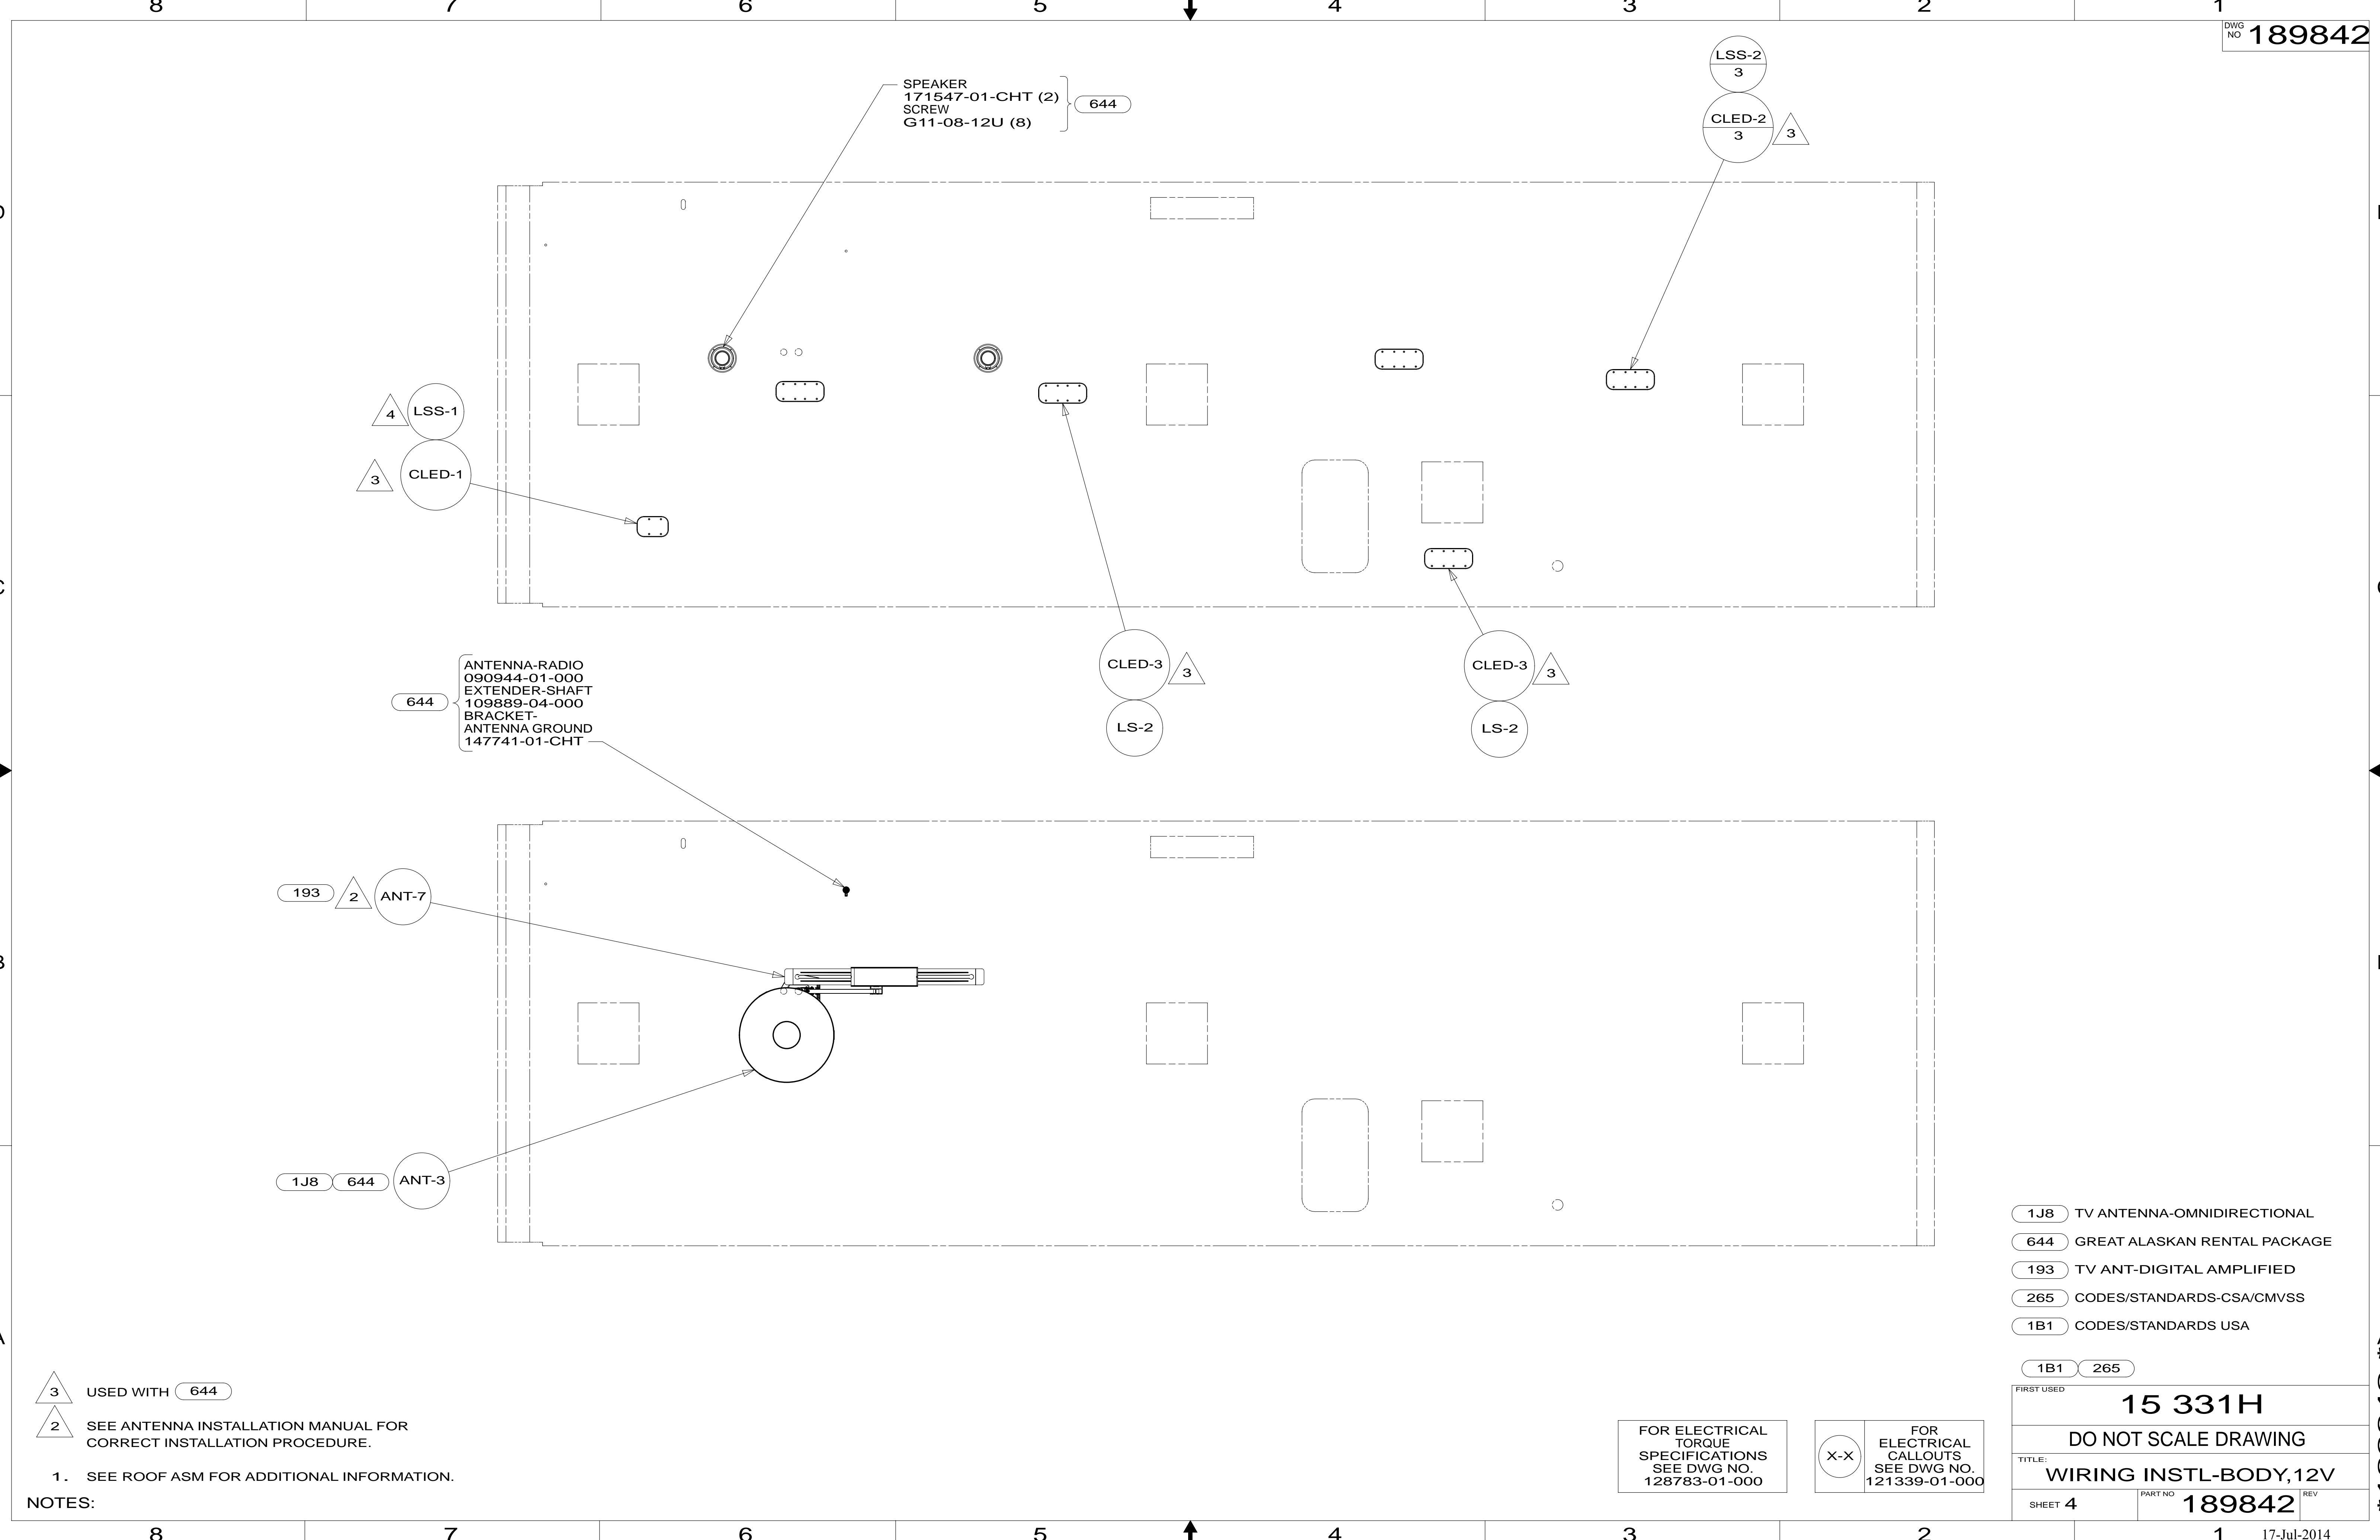 8 7 6 5 4 3 2 1
DWG NO 189842
LSS-2
3
CLED-2
3
3
SPEAKER
171547-01-CHT (2)
SCREW
G11-08-12U (8)
644
4
LSS-1
3
CLED-1
C
CLED-3
3
LS-2
CLED-3
3
LS-2
644
ANTENNA-RADIO
090944-01-000
EXTENDER-SHAFT
109889-04-000
BRACKET-
ANTENNA GROUND
147741-01-CHT
193
2
ANT-7
B
1J8
644
ANT-3
1J8 TV ANTENNA-OMNIDIRECTIONAL
644 GREAT ALASKAN RENTAL PACKAGE
193 TV ANT-DIGITAL AMPLIFIED
265 CODES/STANDARDS-CSA/CMVSS
1B1 CODES/STANDARDS USA
1B1 265
3 USED WITH 644
2 SEE ANTENNA INSTALLATION MANUAL FOR
CORRECT INSTALLATION PROCEDURE.
1. SEE ROOF ASM FOR ADDITIONAL INFORMATION.
NOTES:
FOR ELECTRICAL
TORQUE
SPECIFICATIONS
SEE DWG NO.
128783-01-000
X-X
FOR
ELECTRICAL
CALLOUTS
SEE DWG NO.
121339-01-000
FIRST USED
15 331H
DO NOT SCALE DRAWING
TITLE:
WIRING INSTL-BODY,12V
SHEET 4
PART NO 189842
REV
8 7 6 5 4 3 2 1
17-Jul-2014